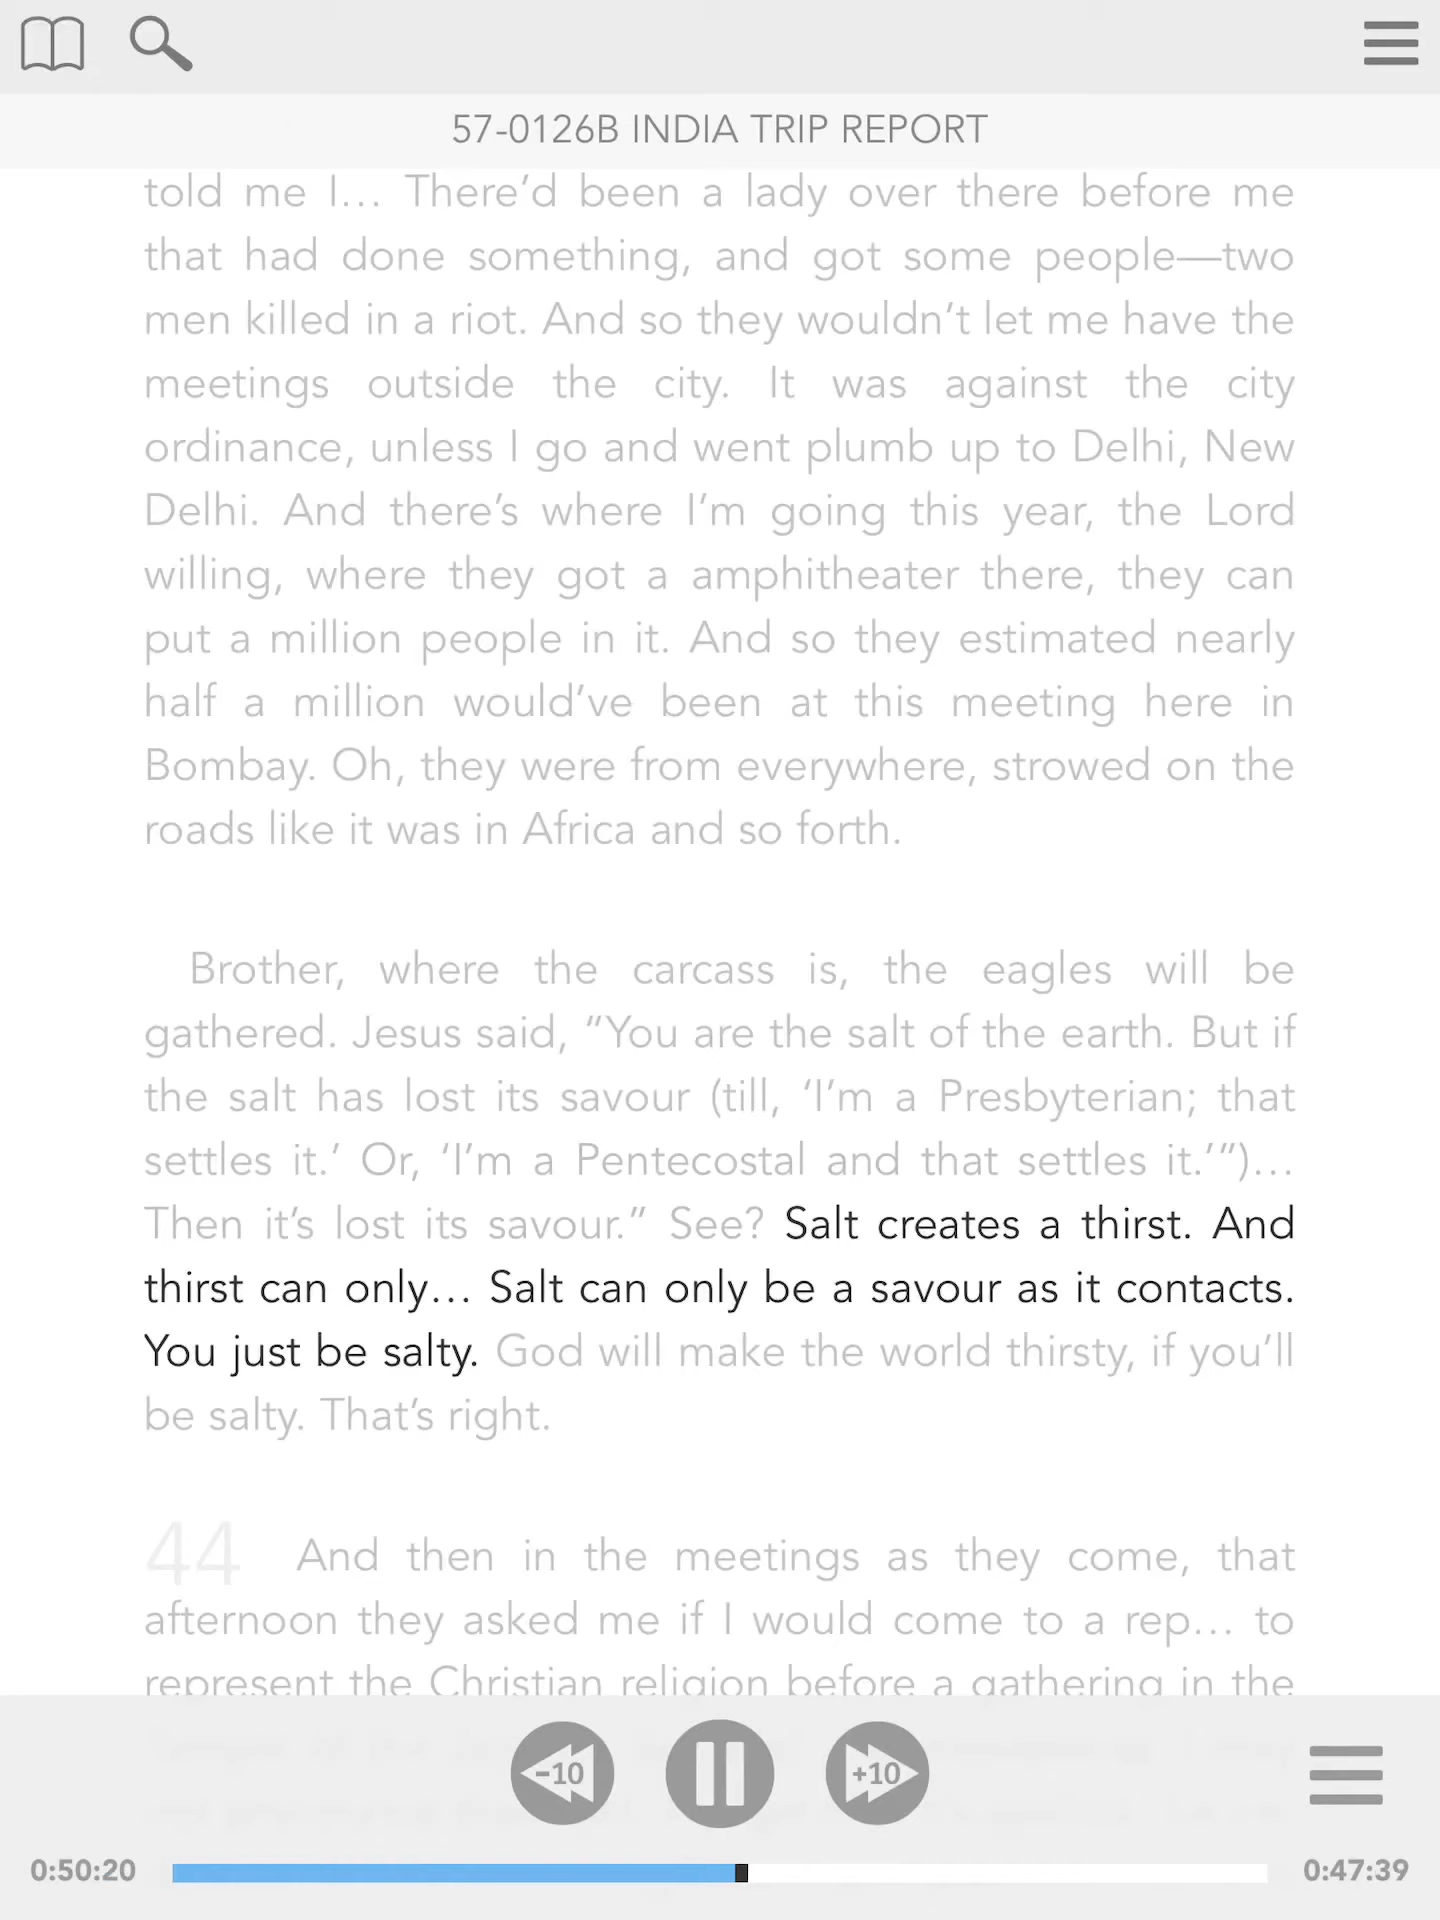 57-0126B INDIA TRIP REPORT
told me I… There’d been a lady over there before me
that had done something, and got some people—two
men killed in a riot. And so they wouldn’t let me have the
meetings outside the city. It was against the city
ordinance, unless I go and went plumb up to Delhi, New
Delhi. And there’s where I’m going this year, the Lord
willing, where they got a amphitheater there, they can
put a million people in it. And so they estimated nearly
half a million would’ve been at this meeting here in
Bombay. Oh, they were from everywhere, strowed on the
roads like it was in Africa and so forth.
Brother, where the carcass is, the eagles will be
gathered. Jesus said, “You are the salt of the earth. But if
the salt has lost its savour (till, ‘I’m a Presbyterian; that
settles it.’ Or, ‘I’m a Pentecostal and that settles it.’”)…
Then it’s lost its savour.” See? Salt creates a thirst. And
thirst can only… Salt can only be a savour as it contacts.
You just be salty. God will make the world thirsty, if you’ll
be salty. That’s right.
44 And then in the meetings as they come, that
afternoon they asked me if I would come to a rep… to
represent the Christian religion before a gathering in the
-10 +10
0:50:20 0:47:39